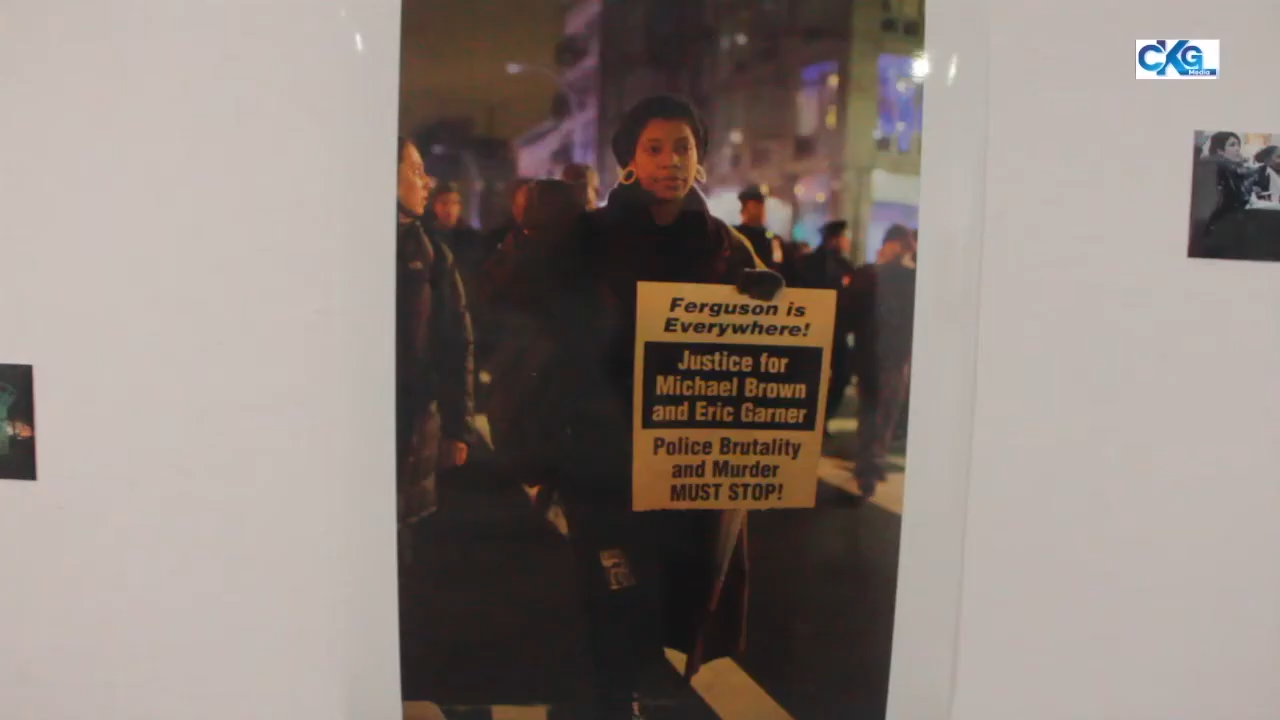 CKG
Media
Ferguson is
Everywhere!
Justice for
Michael Brown
and Eric Garner
Police Brutality
and Murder
MUST STOP!